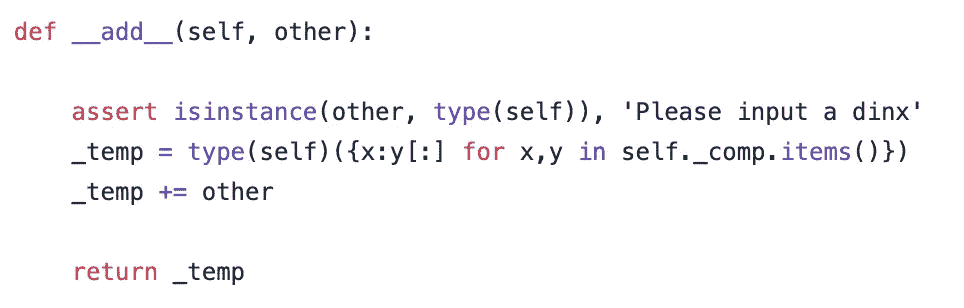 def __add__(self, other):
    assert isinstance(other, type(self)), 'Please input a dinx'
    _temp = type(self)({x:y[:] for x,y in self._comp.items()})
    _temp += other
    return _temp